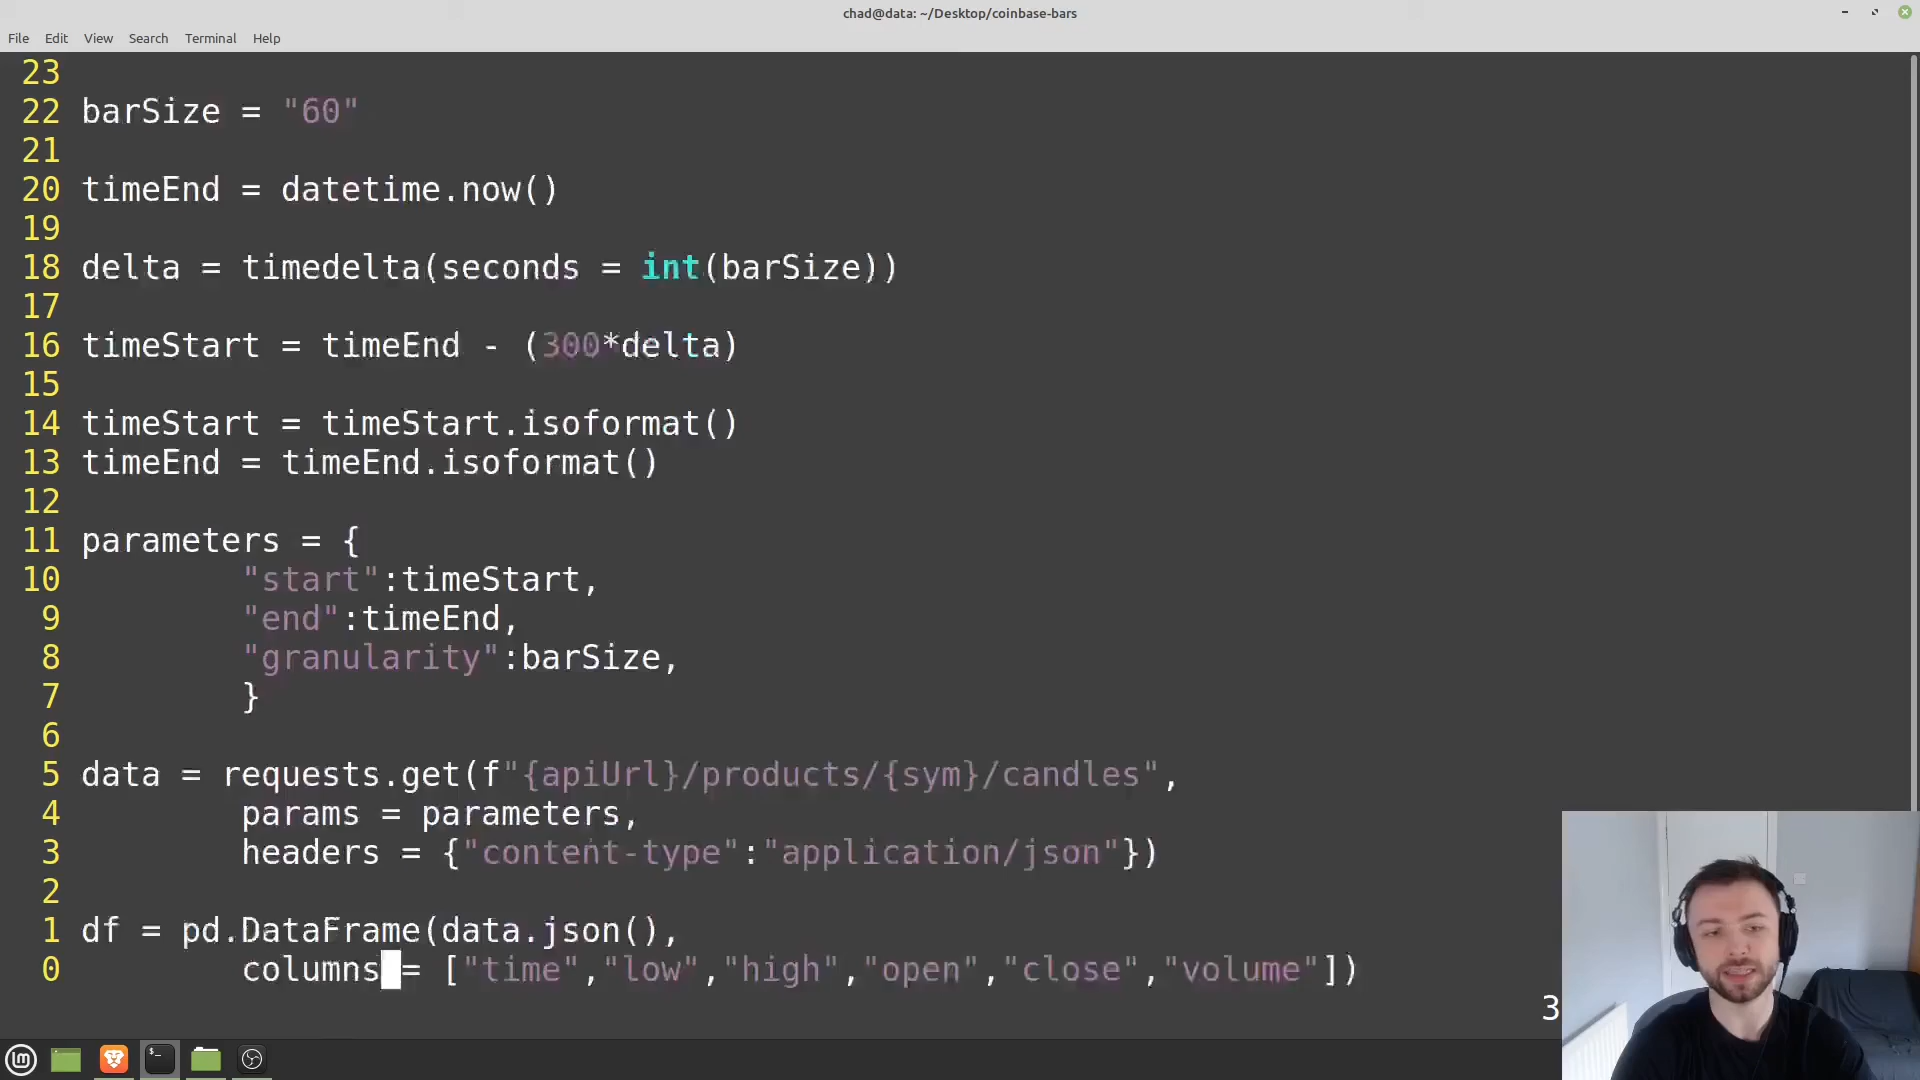 chad@data: ~/Desktop/coinbase-bars
File Edit View Search Terminal Help
23
22 barSize = "60"
21
20 timeEnd = datetime.now()
19
18 delta = timedelta(seconds = int(barSize))
17
16 timeStart = timeEnd - (300*delta)
15
14 timeStart = timeStart.isoformat()
13 timeEnd = timeEnd.isoformat()
12
11 parameters = {
10 "start":timeStart,
9 "end":timeEnd,
8 "granularity":barSize,
7 }
6
5 data = requests.get(f"{apiUrl}/products/{sym}/candles",
4 params = parameters,
3 headers = {"content-type":"application/json"})
2
1 df = pd.DataFrame(data.json(),
0 columns = ["time","low","high","open","close","volume"])
3